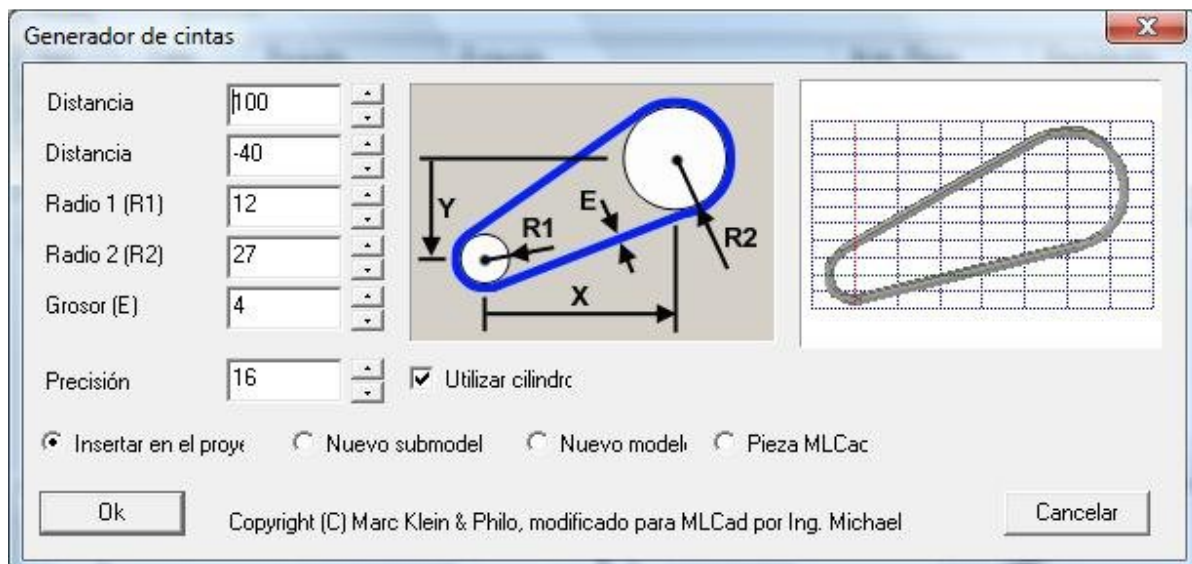 Generador de cintas
Distancia 100
Distancia -40
Radio 1 (R1) 12
Radio 2 (R2) 27
Grosor (E) 4
Precisión 16
Y
R1
E
R2
X
Utilizar cilindro
Insertar en el proye
Nuevo submodel
Nuevo model
Pieza MLCac
Ok
Copyright (C) Marc Klein & Philo, modificado para MLCad por Ing. Michael
Cancelar